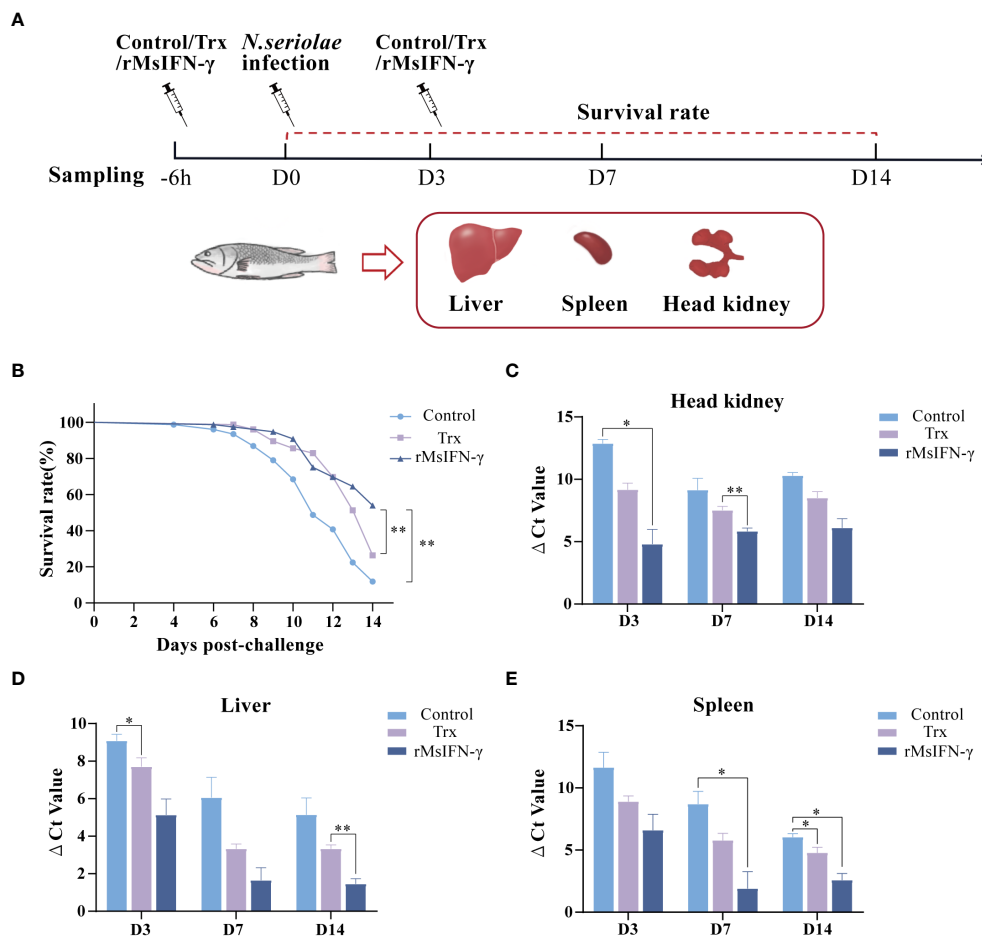 A
Control/Trx
/rMsIFN-γ
N.seriolae
infection
Control/Trx
/rMsIFN-γ
Survival rate
Sampling
-6h
D0
D3
D7
D14
Liver
Spleen
Head kidney
B
Survival rate(%)
100
80
60
40
20
0
0 2 4 6 8 10 12 14
Days post-challenge
Control
Trx
rMsIFN-γ
**
**
C
Head kidney
Δ Ct Value
15
10
5
0
*
**
D3 D7 D14
Control
Trx
rMsIFN-γ
D
Liver
Δ Ct Value
10
8
6
4
2
0
*
**
D3 D7 D14
Control
Trx
rMsIFN-γ
E
Spleen
Δ Ct Value
15
10
5
0
*
*
*
D3 D7 D14
Control
Trx
rMsIFN-γ